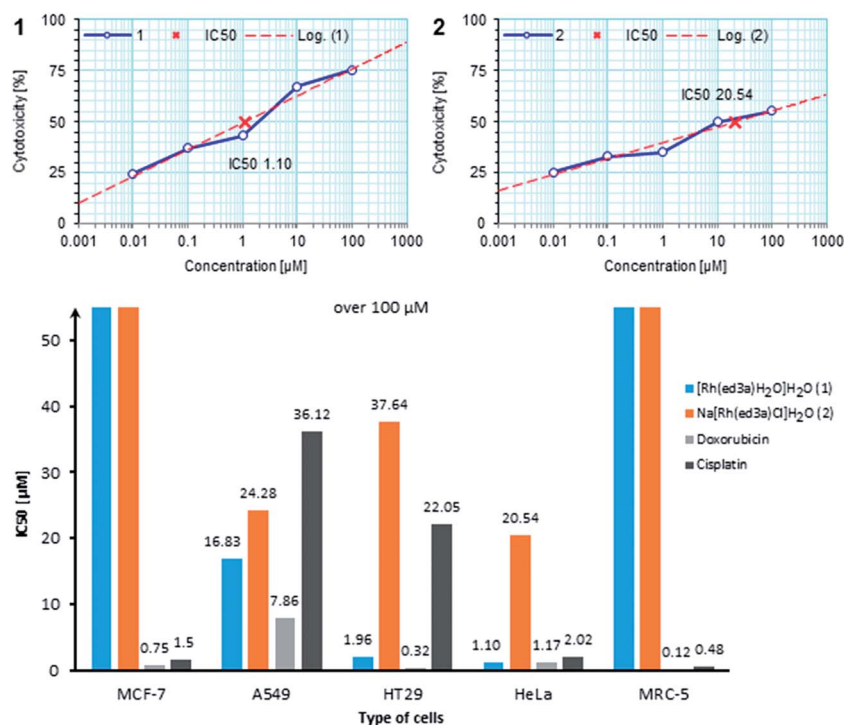 1
1 IC50 Log. (1)
Cytotoxicity [%]
100
75
50
25
0
IC50 1.10
0.001 0.01 0.1 1 10 100 1000
Concentration [µM]
2
2 IC50 Log. (2)
Cytotoxicity [%]
100
75
50
25
0
IC50 20.54
0.001 0.01 0.1 1 10 100 1000
Concentration [µM]
over 100 µM
IC50 [µM]
50
40
30
20
10
0
0.75 1.5
16.83 24.28 7.86 36.12
1.96 37.64 0.32 22.05
1.10 20.54 1.17 2.02
0.12 0.48
MCF-7 A549 HT29 HeLa MRC-5
Type of cells
[Rh(ed3a)H₂O]H₂O (1)
Na[Rh(ed3a)Cl]H₂O (2)
Doxorubicin
Cisplatin